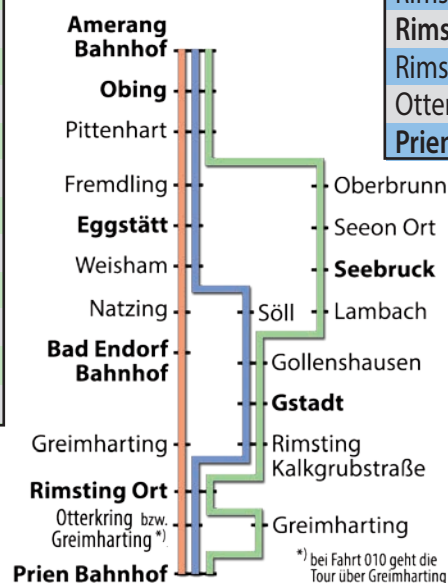 Rims
Rims
Otter
Prien
Amerang
Bahnhof
Obing
Pittenhart
Fremdling
Eggstätt
Weisham
Natzing
Bad Endorf
Bahnhof
Greimharting
Rimsting Ort
Otterkring bzw.
Greimharting *)
Prien Bahnhof
Söll
Oberbrunn
Seeon Ort
Seebruck
Lambach
Gollenshausen
Gstadt
Rimsting
Kalkgrubstraße
Greimharting
*) bei Fahrt 010 geht die
Tour über Greimharting